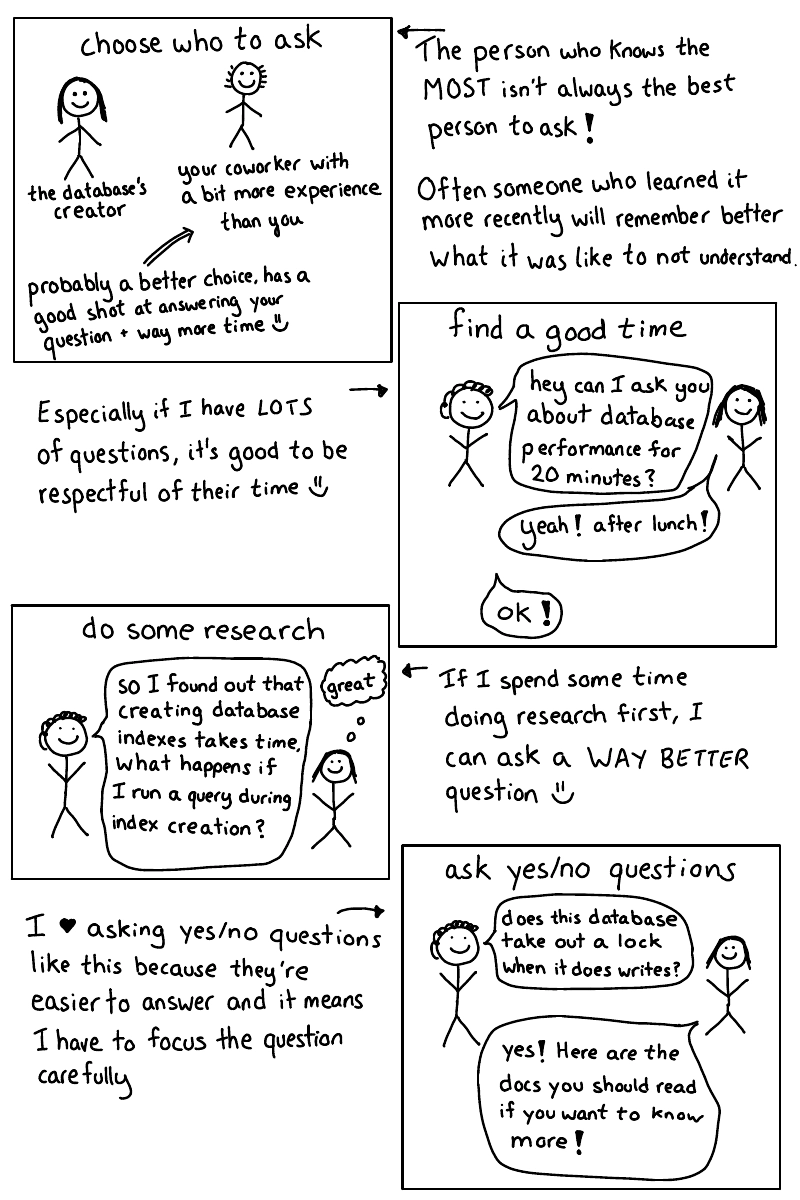 choose who to ask
the database's
creator
your coworker with
a bit more experience
than you
probably a better choice, has a
good shot at answering your
question + way more time
The person who knows the
MOST isn't always the best
person to ask!
Often someone who learned it
more recently will remember better
what it was like to not understand.
find a good time
hey can I ask you
about database
performance for
20 minutes?
yeah! after lunch!
ok!
Especially if I have LOTS
of questions, it's good to be
respectful of their time
do some research
so I found out that
creating database
indexes takes time,
what happens if
I run a query during
index creation?
great
If I spend some time
doing research first, I
can ask a WAY BETTER
question
ask yes/no questions
does this database
take out a lock
when it does writes?
yes! Here are the
docs you should read
if you want to know
more!
I ♥ asking yes/no questions
like this because they're
easier to answer and it means
I have to focus the question
carefully